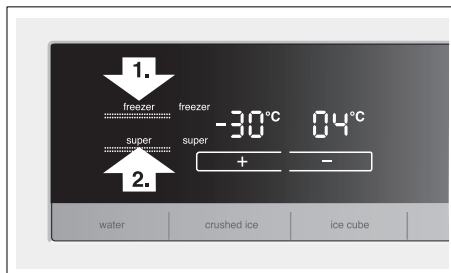 1.
freezer freezer
-30°C 04°C
super super
+ −
2.
water crushed ice ice cube